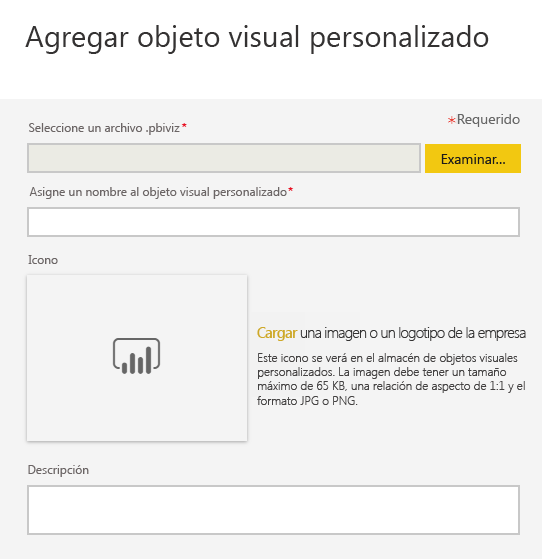 Agregar objeto visual personalizado
*Requerido
Seleccione un archivo .pbiviz*
Examinar...
Asigne un nombre al objeto visual personalizado*
Icono
Cargar una imagen o un logotipo de la empresa
Este icono se verá en el almacén de objetos visuales
personalizados. La imagen debe tener un tamaño
máximo de 65 KB, una relación de aspecto de 1:1 y el
formato JPG o PNG.
Descripción